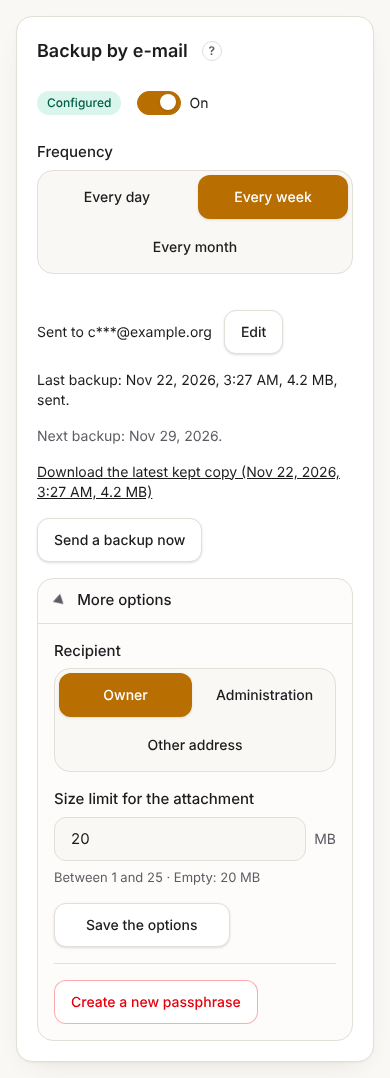 Backup by e-mail ?
Configured On
Frequency
Every day Every week
Every month
Sent to c***@example.org Edit
Last backup: Nov 22, 2026, 3:27 AM, 4.2 MB,
sent.
Next backup: Nov 29, 2026.
Download the latest kept copy (Nov 22, 2026,
3:27 AM, 4.2 MB)
Send a backup now
More options
Recipient
Owner Administration
Other address
Size limit for the attachment
20 MB
Between 1 and 25 · Empty: 20 MB
Save the options
Create a new passphrase